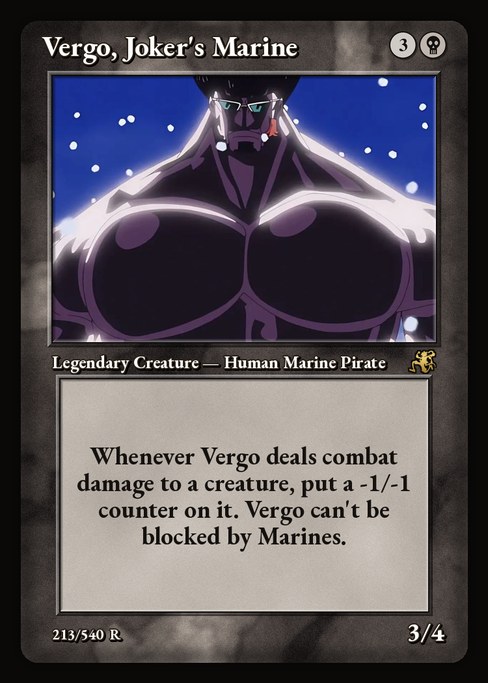 Vergo, Joker's Marine 3
Legendary Creature — Human Marine Pirate
Whenever Vergo deals combat
damage to a creature, put a -1/-1
counter on it. Vergo can't be
blocked by Marines.
213/540 R 3/4